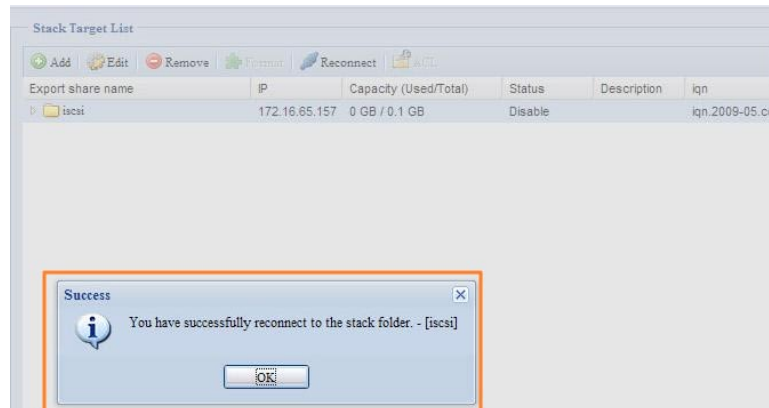 Stack Target List
Add Edit Remove Format Reconnect ACL
Export share name IP Capacity (Used/Total) Status Description iqn
iscsi 172.16.65.157 0 GB / 0.1 GB Disable iqn.2009-05.c
Success
You have successfully reconnect to the stack folder. - [iscsi]
OK